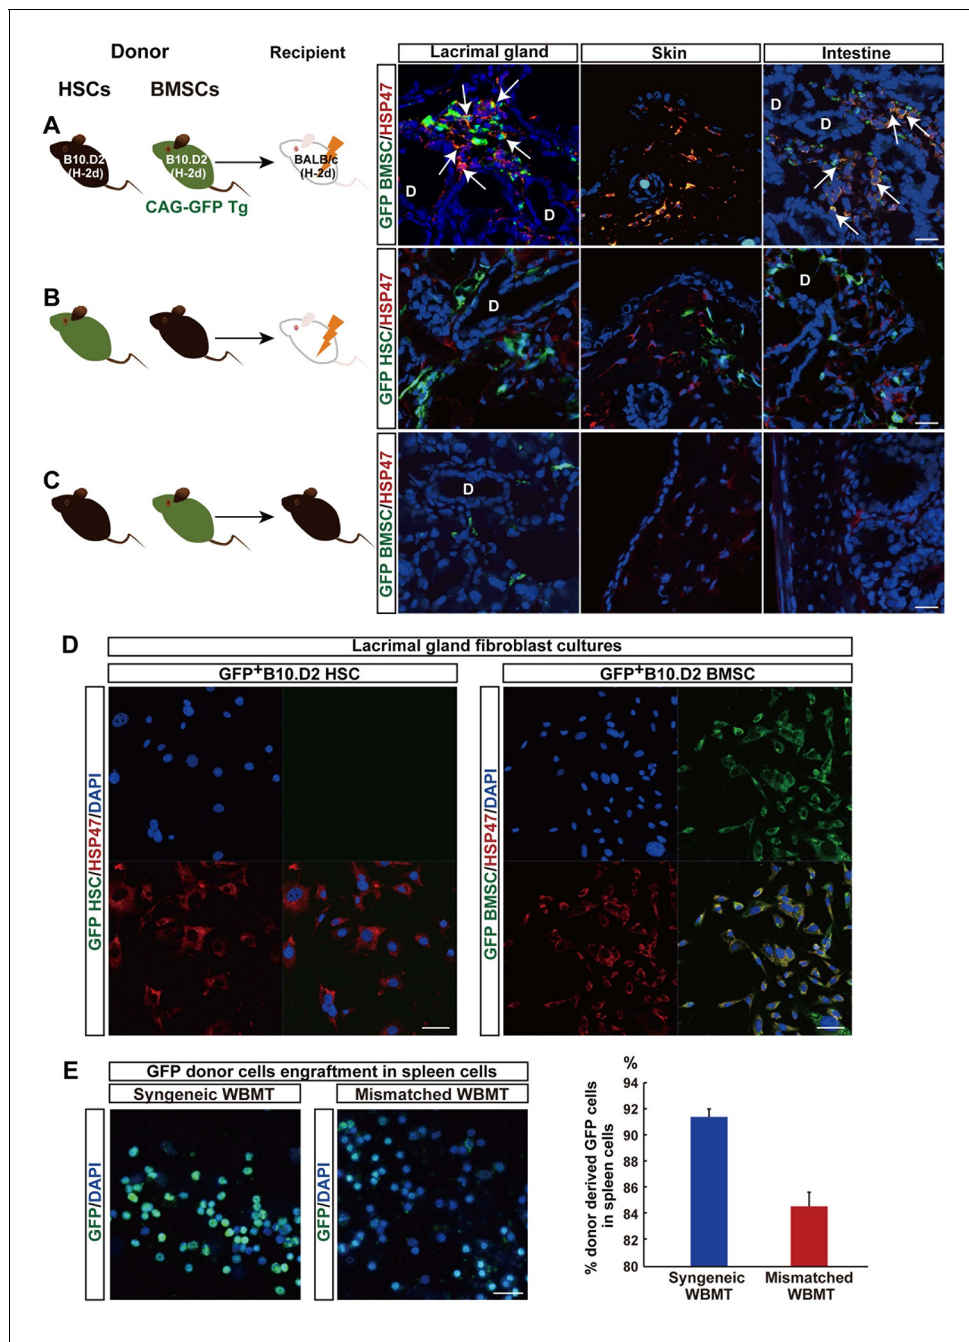 Donor
Recipient
HSCs
BMSCs
Lacrimal gland
Skin
Intestine
A
B10.D2
(H-2d)
B10.D2
(H-2d)
BALB/c
(H-2d)
CAG-GFP Tg
GFP BMSC/HSP47
D
D
D
D
B
GFP HSC/HSP47
D
D
C
GFP BMSC/HSP47
D
D
Lacrimal gland fibroblast cultures
GFP+B10.D2 HSC
GFP+B10.D2 BMSC
GFP HSC/HSP47/DAPI
GFP BMSC/HSP47/DAPI
E
GFP donor cells engraftment in spleen cells
Syngeneic WBMT
Mismatched WBMT
GFP/DAPI
GFP/DAPI
% donor derived GFP cells
in spleen cells
%
94
92
90
88
86
84
82
80
Syngeneic
WBMT
Mismatched
WBMT